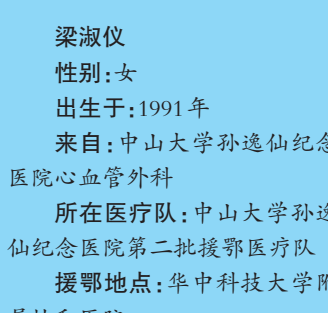 梁淑仪
性别:女
出生于:1991年
来自:中山大学孙逸仙纪念
医院心血管外科
所在医疗队:中山大学孙逸
仙纪念医院第二批援鄂医疗队
援鄂地点:华中科技大学附